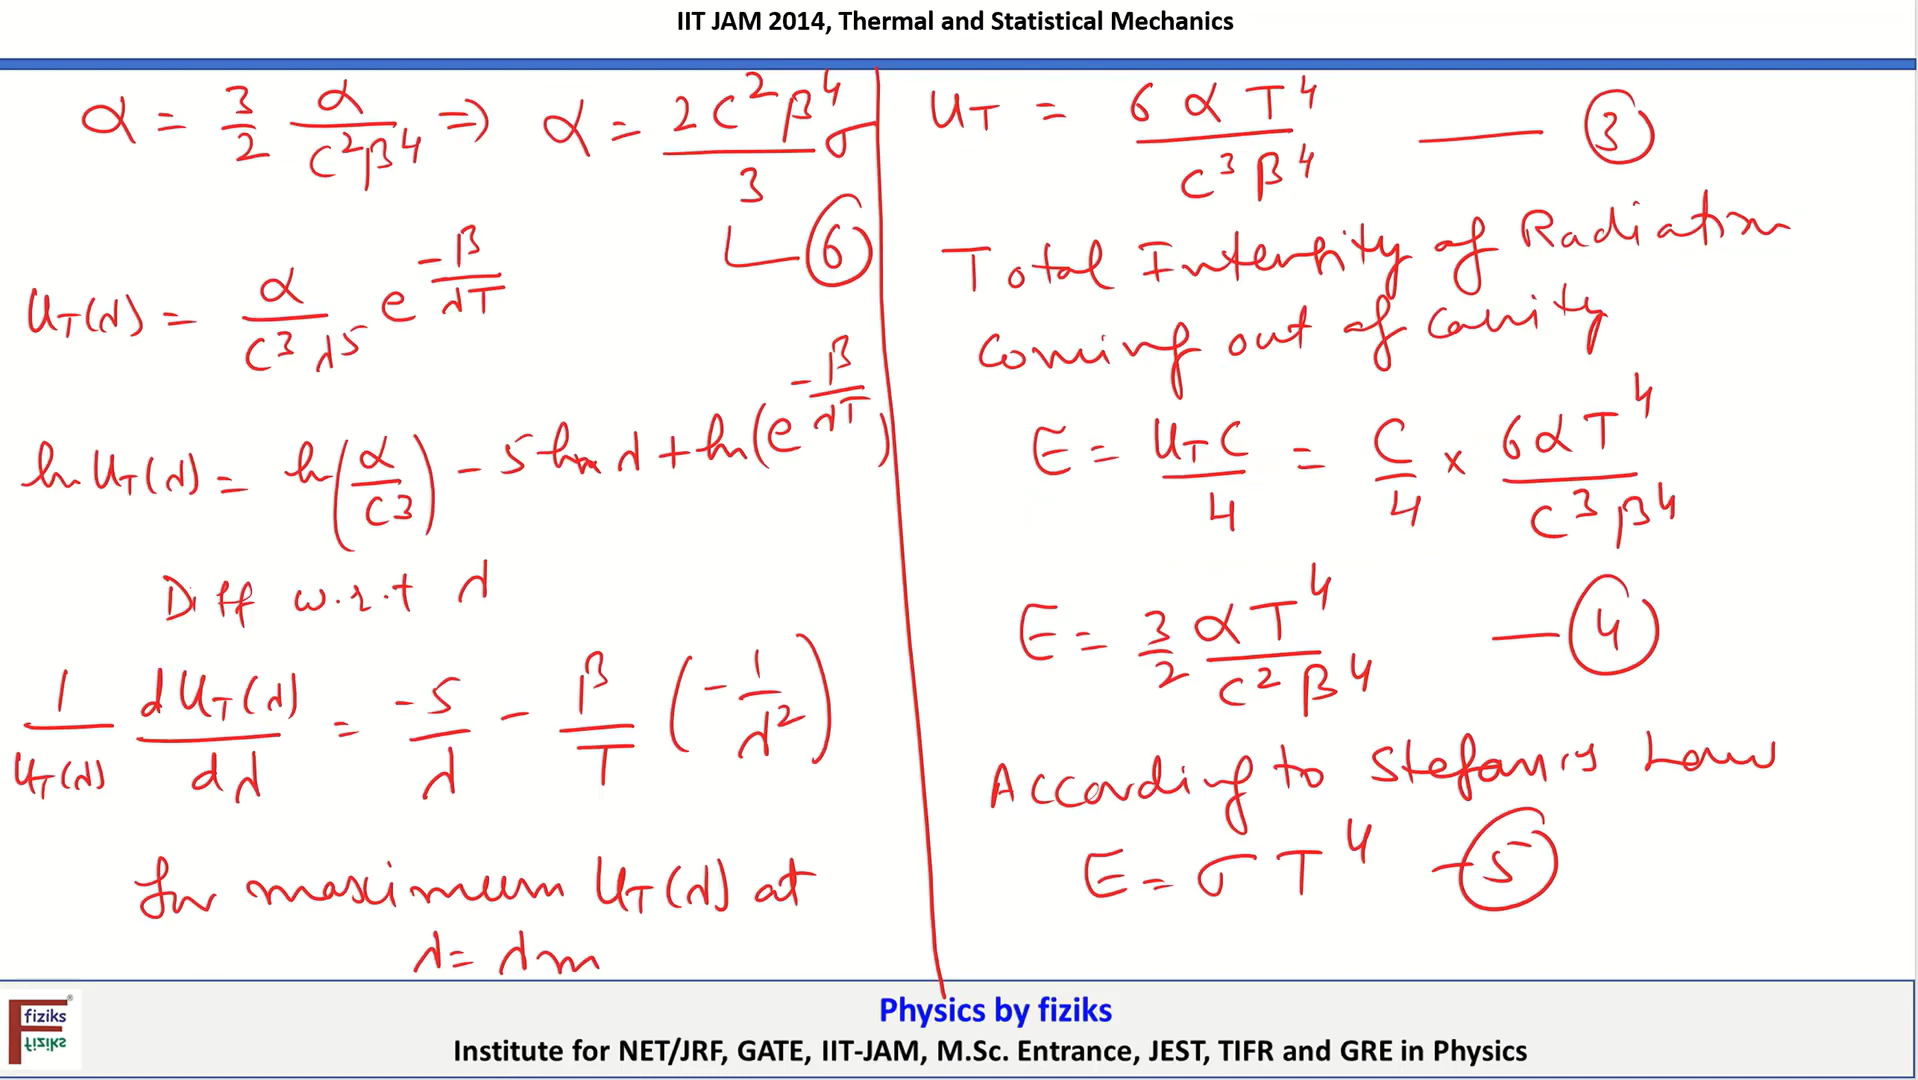 IIT JAM 2014, Thermal and Statistical Mechanics
α = 3/2 α/(C²β⁴) ⇒ α = 2C²β⁴σ/3
⑥
U_T(λ) = α/(C³λ⁵) e^(-β/λT)
ln U_T(λ) = ln(α/C³) - 5 ln λ + ln(e^(-β/λT))
Diff w.r.t λ
1/U_T(λ) dU_T(λ)/dλ = -5/λ - β/T (-1/λ²)
for maximum U_T(λ) at
λ = λm
U_T = 6αT⁴/(C³β⁴) — ③
Total Intensity of Radiation
Coming out of Cavity
E = U_T C/4 = C/4 × 6αT⁴/(C³β⁴)
E = 3/2 αT⁴/(C²β⁴) — ④
According to Stefan's Law
E = σT⁴ — ⑤
fiziks
fiziks
Physics by fiziks
Institute for NET/JRF, GATE, IIT-JAM, M.Sc. Entrance, JEST, TIFR and GRE in Physics